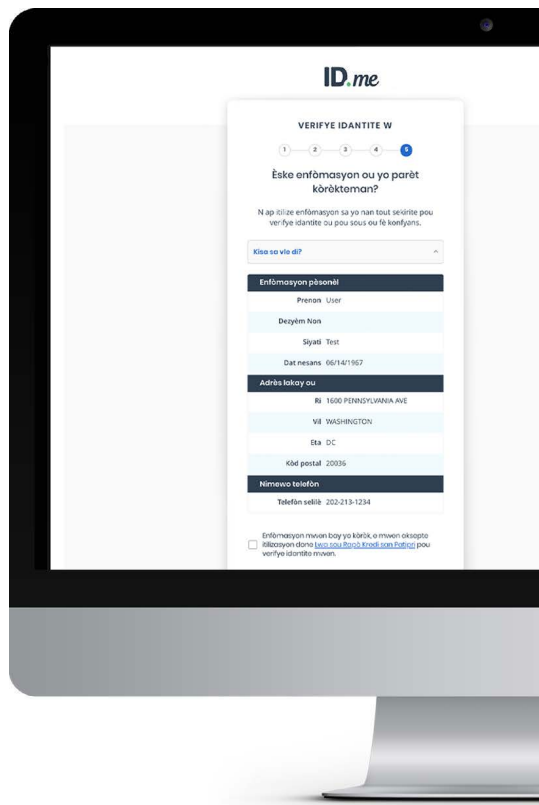 ID.me
VERIFYE IDANTITE W
1 2 3 4 5
Èske enfòmasyon ou yo parèt
kòrèkteman?
N ap itilize enfòmasyon sa yo nan tout sekirite pou
verifye idantite ou pou sous ou fè konfyans.
Kisa sa vle di?
Enfòmasyon pèsonèl
Prenon User
Dezyèm Non
Siyati Test
Dat nesans 06/14/1967
Adrès lakay ou
Ri 1600 PENNSYLVANIA AVE
Vil WASHINGTON
Eta DC
Kòd postal 20036
Nimewo telefòn
Telefòn selilè 202-213-1234
Enfòmasyon mwen bay yo kòrèk, e mwen aksepte
itilizasyon done Lwa sou Rapò Kredi san Patipri pou
verifye idantite mwen.